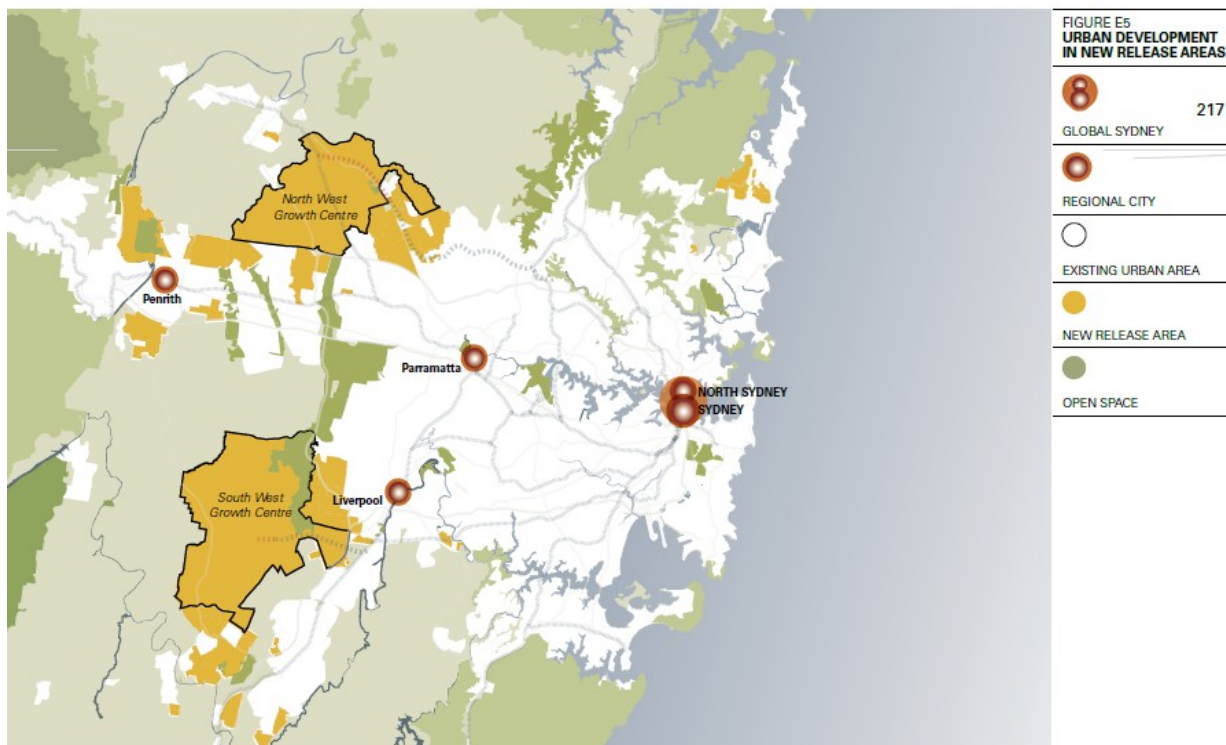 FIGURE E5
URBAN DEVELOPMENT
IN NEW RELEASE AREAS
217
GLOBAL SYDNEY
REGIONAL CITY
EXISTING URBAN AREA
NEW RELEASE AREA
OPEN SPACE
North West
Growth Centre
Penrith
Parramatta
NORTH SYDNEY
SYDNEY
South West
Growth Centre
Liverpool